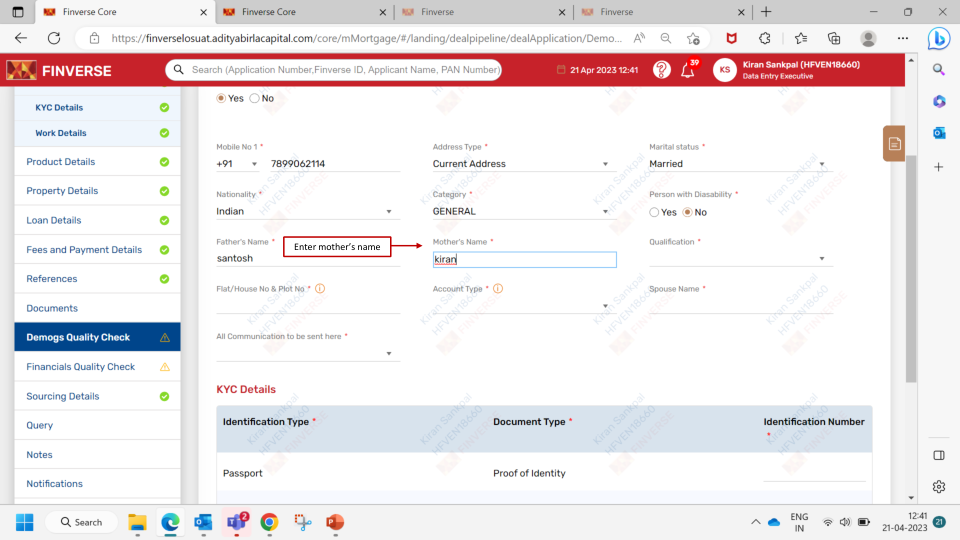 Finverse Core
Finverse Core
Finverse
Finverse
https://finverselosuat.adityabirlacapital.com/core/mMortgage/#/landing/dealpipeline/dealApplication/Demo...
FINVERSE
Search (Application Number,Finverse ID, Applicant Name, PAN Number)
21 Apr 2023 12:41
39
KS
Kiran Sankpal (HFVEN18660)
Data Entry Executive
KYC Details
Work Details
Product Details
Property Details
Loan Details
Fees and Payment Details
References
Documents
Demogs Quality Check
Financials Quality Check
Sourcing Details
Query
Notes
Notifications
Yes No
Mobile No 1 * Address Type * Marital status *
+91 7899062114 Current Address Married
Nationality * Category * Person with Diasability *
Indian GENERAL Yes No
Father's Name * Enter mother's name Mother's Name * Qualification *
santosh kiran
Flat/House No & Plot No * Account Type * Spouse Name *
All Communication to be sent here *
KYC Details
Identification Type * Document Type * Identification Number *
Passport Proof of Identity
Kiran Sankpal
HFVEN18660
FINVERSE
Search
2
ENG
IN
12:41
21-04-2023
21